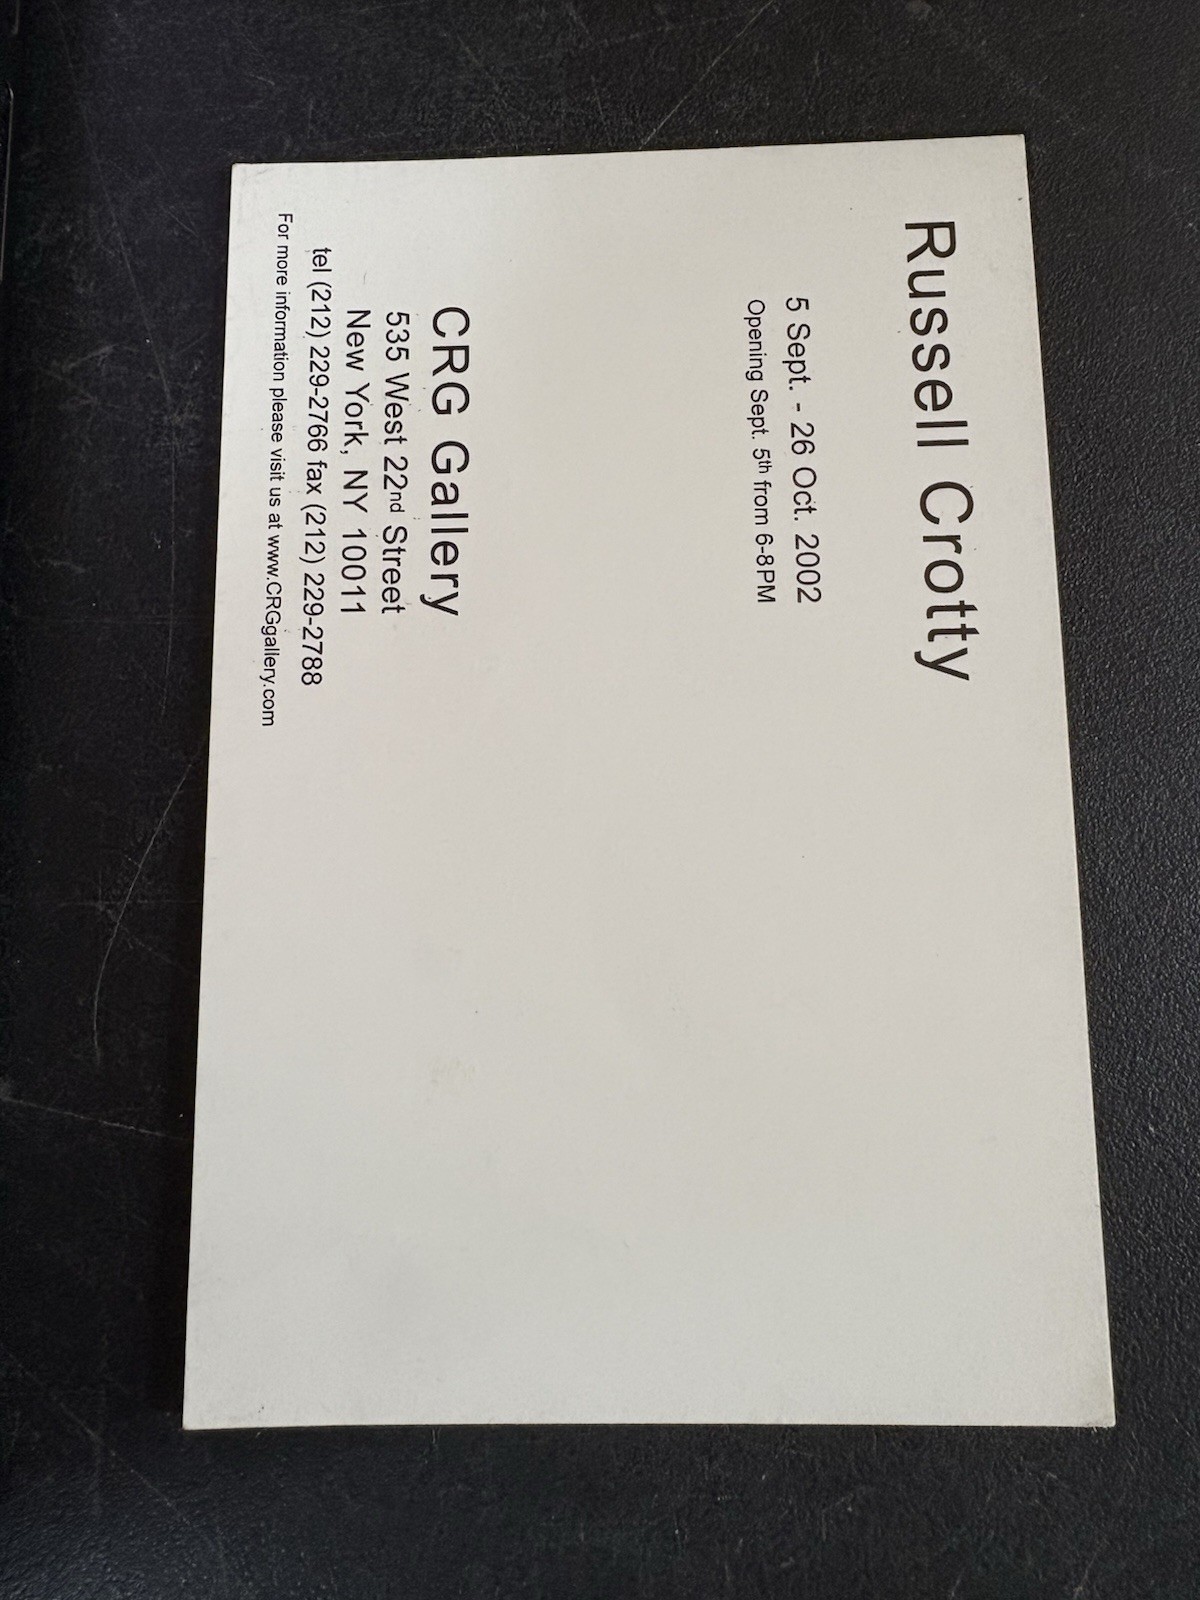 Russell Crotty
5 Sept. - 26 Oct. 2002
Opening Sept. 5th from 6-8PM
CRG Gallery
535 West 22nd Street
New York, NY 10011
tel (212) 229-2766 fax (212) 229-2788
For more information please visit us at www.CRGgallery.com